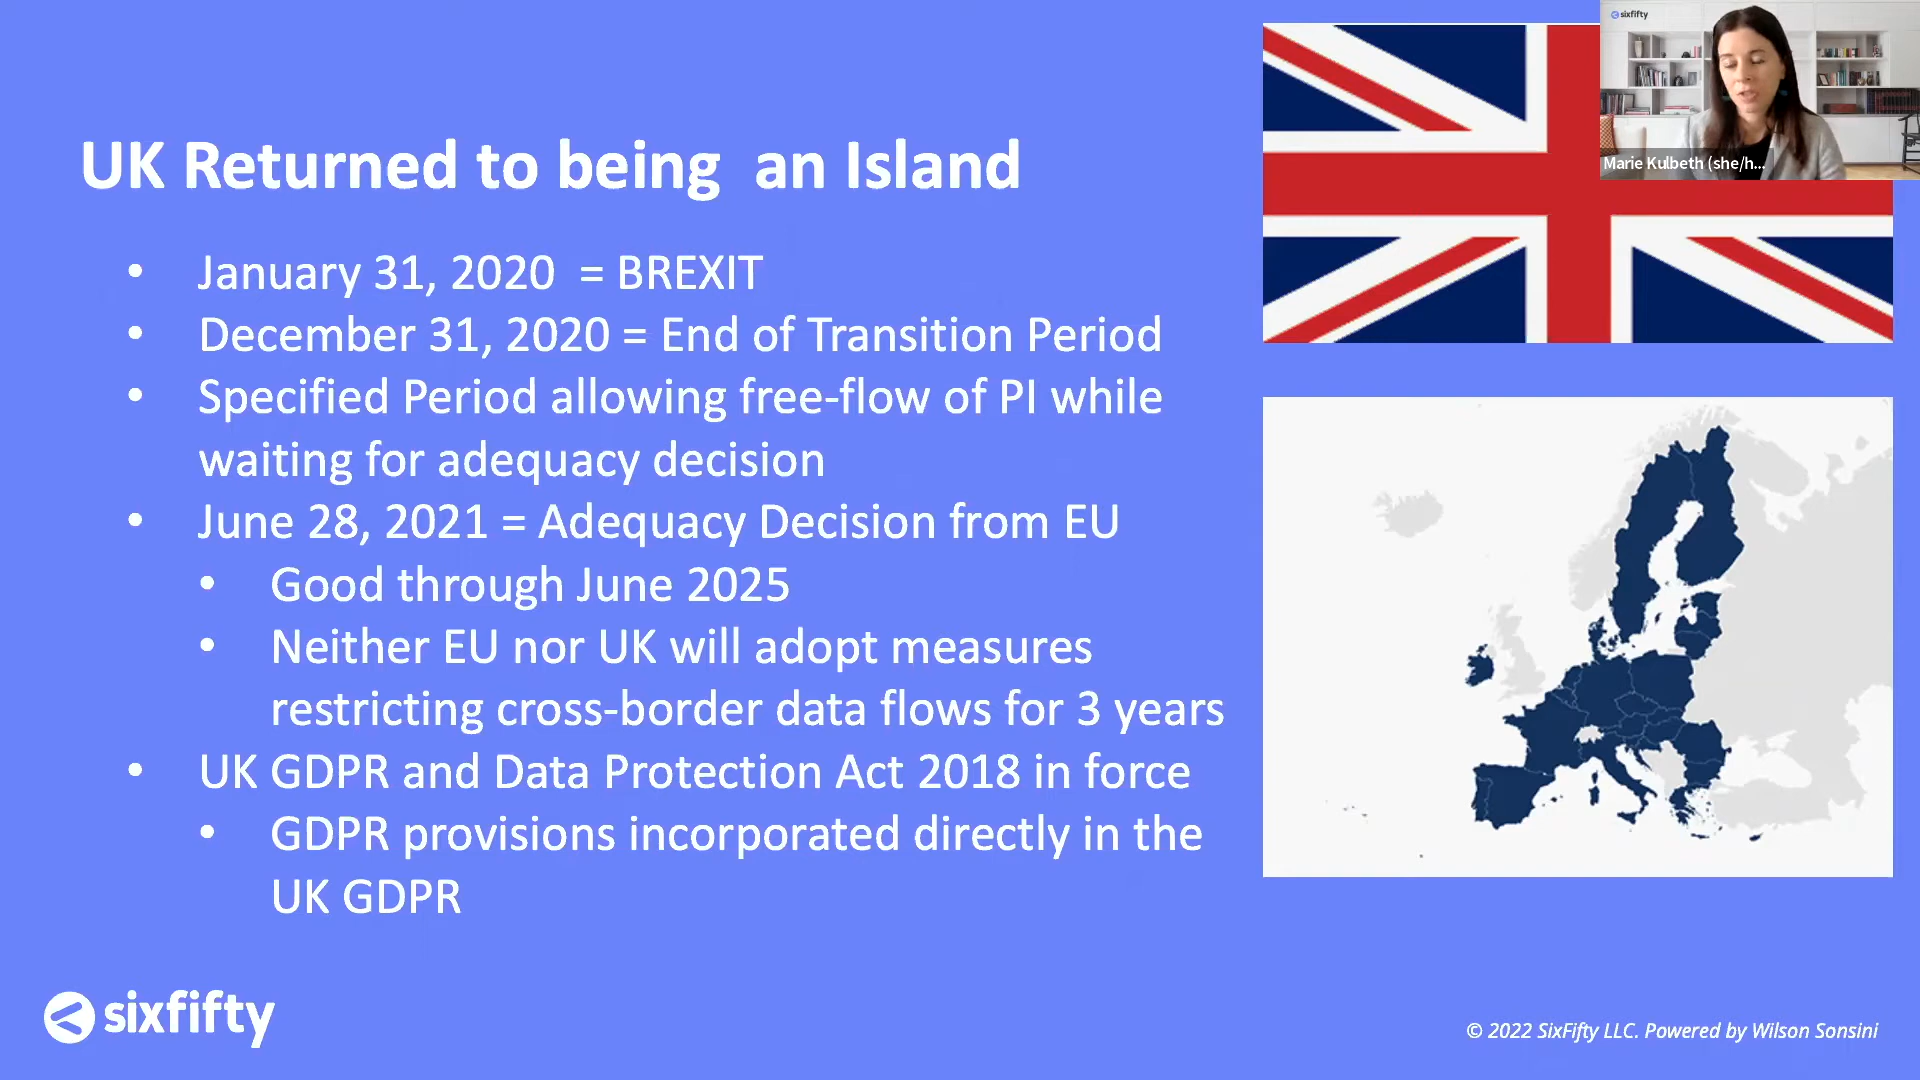 sixfifty
Marie Kulbeth (she/h...
UK Returned to being  an Island
• January 31, 2020  = BREXIT
• December 31, 2020 = End of Transition Period
• Specified Period allowing free-flow of PI while
waiting for adequacy decision
• June 28, 2021 = Adequacy Decision from EU
• Good through June 2025
• Neither EU nor UK will adopt measures
restricting cross-border data flows for 3 years
• UK GDPR and Data Protection Act 2018 in force
• GDPR provisions incorporated directly in the
UK GDPR
sixfifty
© 2022 SixFifty LLC. Powered by Wilson Sonsini